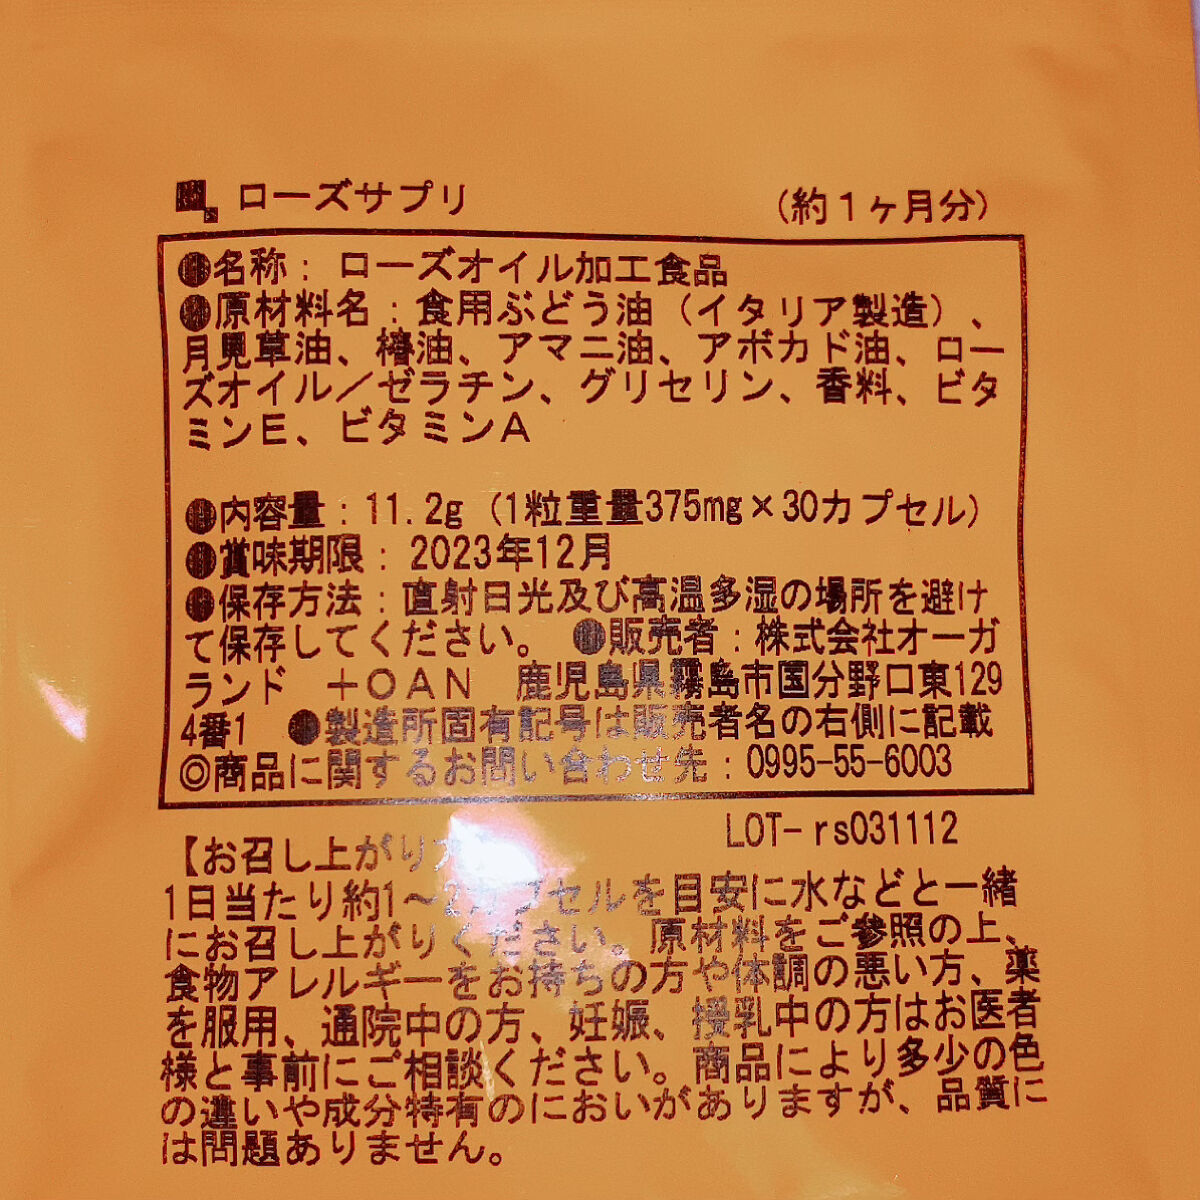 ローズサプリ (約1ヶ月分)
●名称：ローズオイル加工食品
●原材料名：食用ぶどう油（イタリア製造）、
月見草油、椿油、アマニ油、アボカド油、ロー
ズオイル／ゼラチン、グリセリン、香料、ビタ
ミンE、ビタミンA
●内容量：11.2g（1粒重量375mg×30カプセル）
●賞味期限：2023年12月
●保存方法：直射日光及び高温多湿の場所を避け
て保存してください。 ●販売者：株式会社オーガ
ランド ＋OAN 鹿児島県霧島市国分野口東129
4番1 ●製造所固有記号は販売者名の右側に記載
◎商品に関するお問い合わせ先：0995-55-6003
LOT-rs031112
【お召し上がり
1日当たり約1～2カプセルを目安に水などと一緒
にお召し上がりください。原材料をご参照の上、
食物アレルギーをお持ちの方や体調の悪い方、薬
を服用、通院中の方、妊娠、授乳中の方はお医者
様と事前にご相談ください。商品により多少の色
の違いや成分特有のにおいがありますが、品質に
は問題ありません。